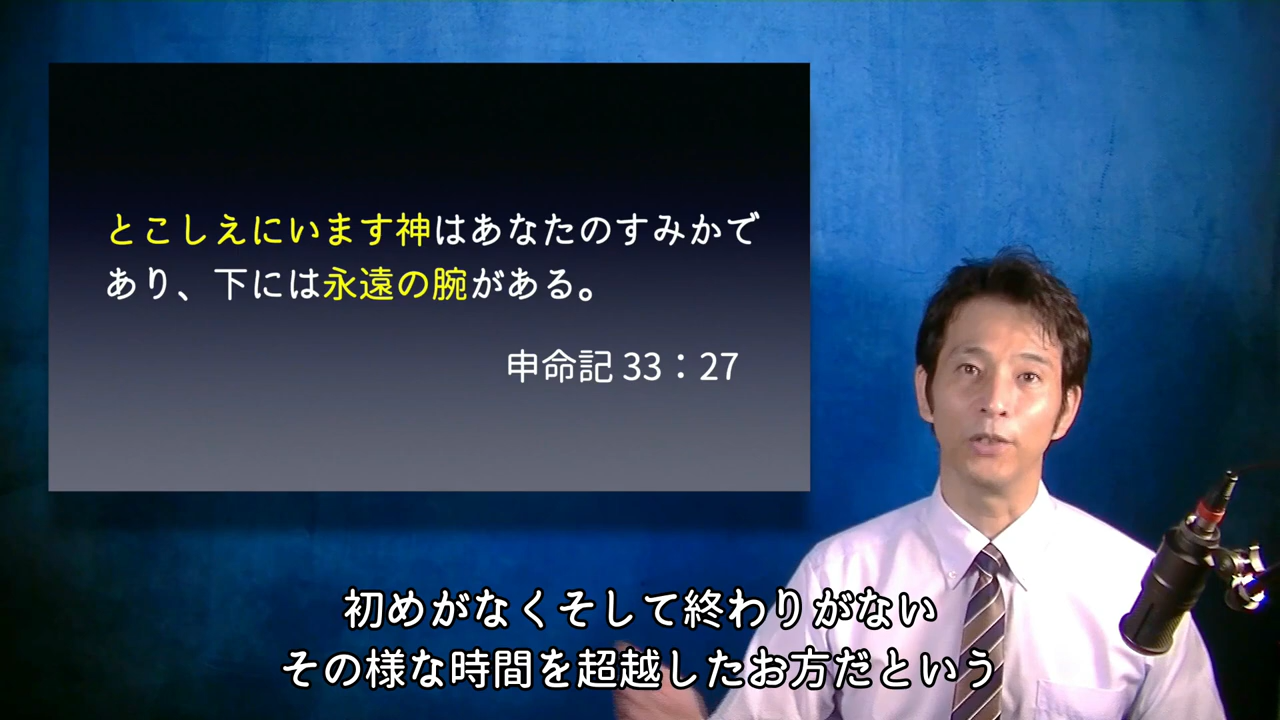 とこしえにいます神はあなたのすみかで
あり、下には永遠の腕がある。
申命記 33：27
初めがなくそして終わりがない
その様な時間を超越したお方だという